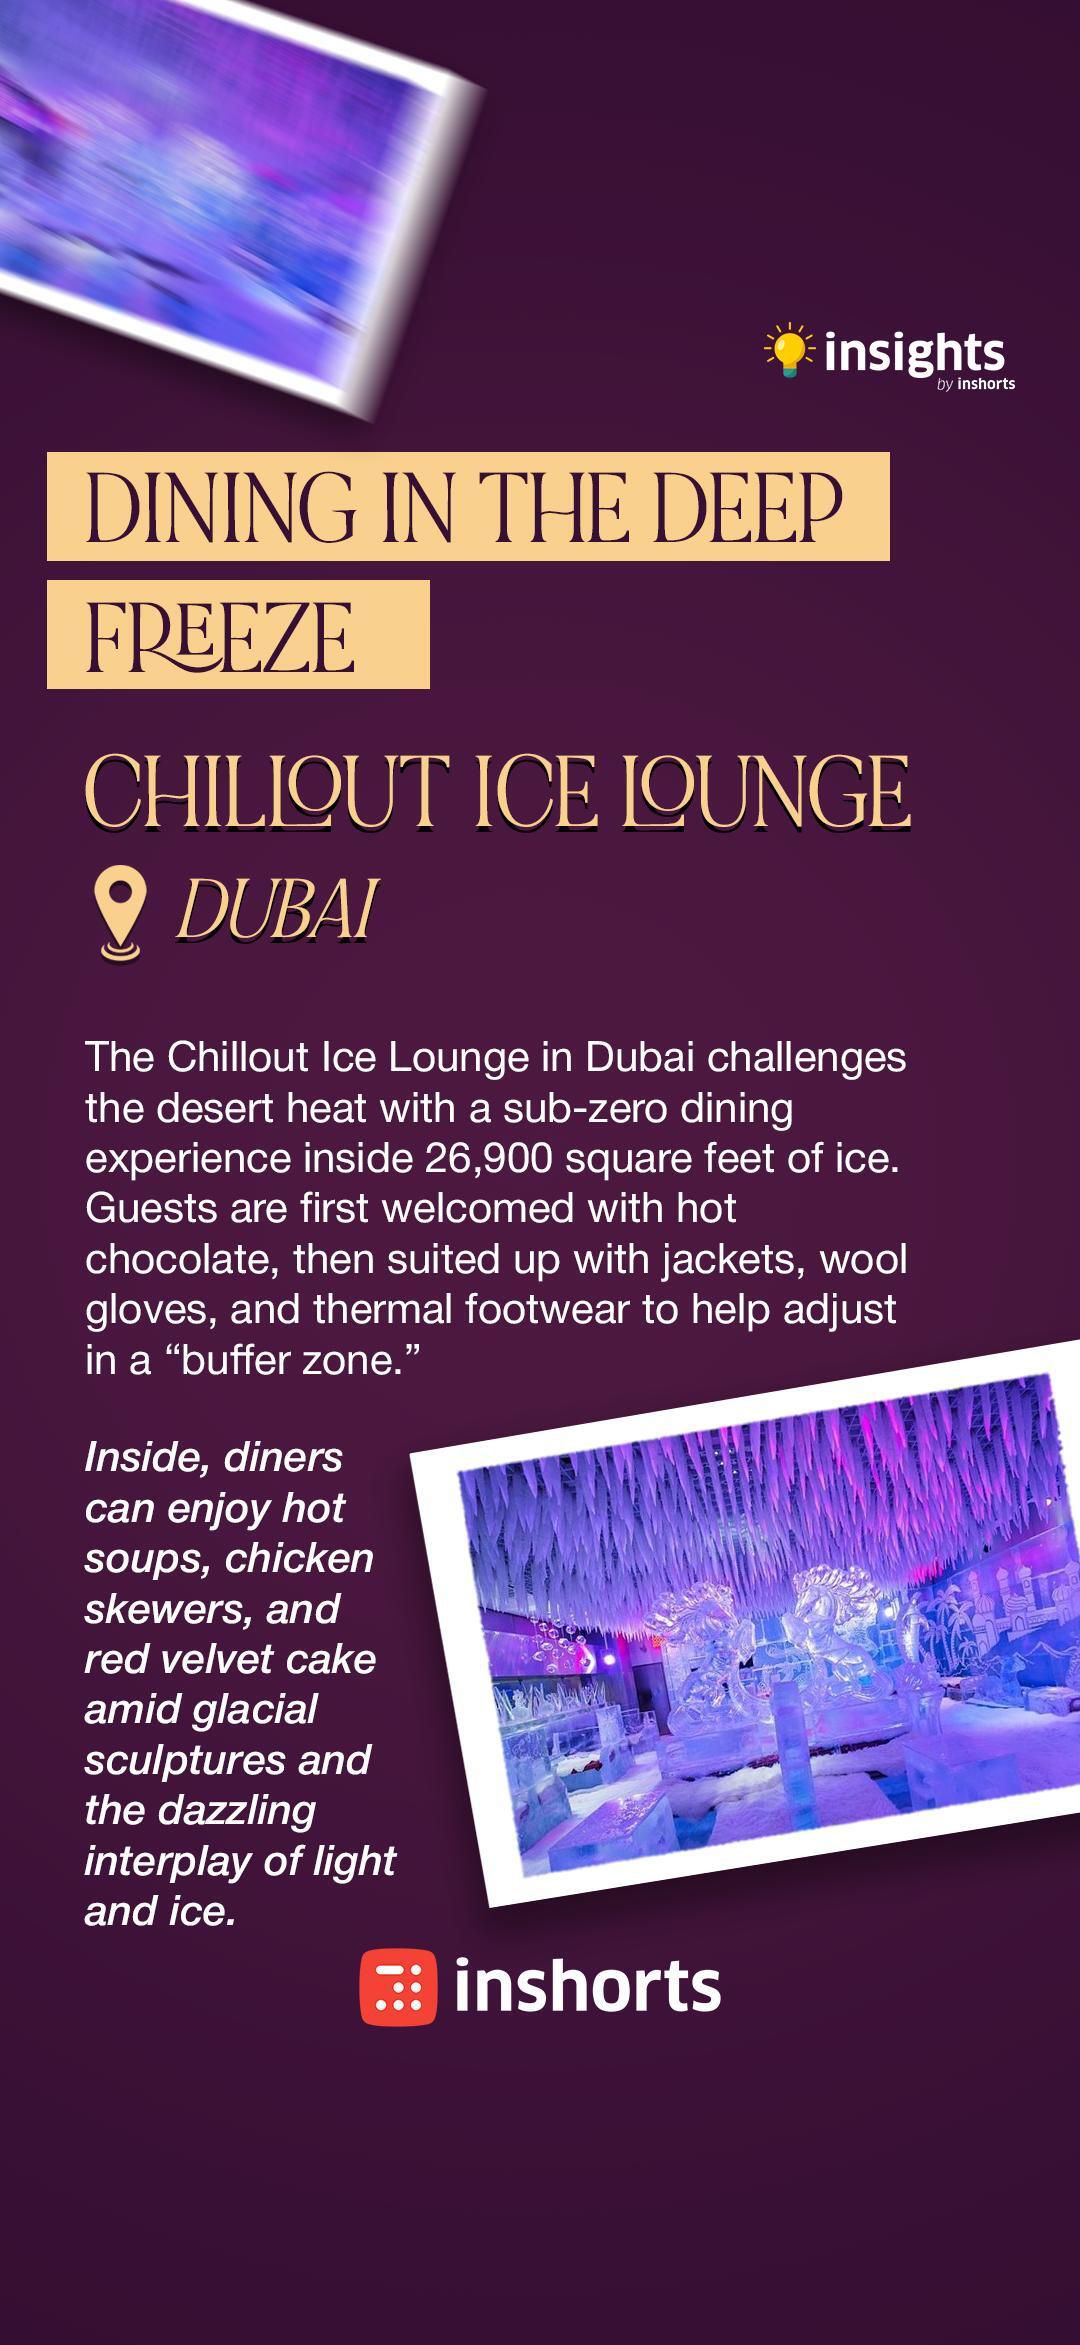 insights
by inshorts
DINING IN THE DEEP
FREEZE
CHILLOUT ICE LOUNGE
DUBAI
The Chillout Ice Lounge in Dubai challenges
the desert heat with a sub-zero dining
experience inside 26,900 square feet of ice.
Guests are first welcomed with hot
chocolate, then suited up with jackets, wool
gloves, and thermal footwear to help adjust
in a “buffer zone.”
Inside, diners
can enjoy hot
soups, chicken
skewers, and
red velvet cake
amid glacial
sculptures and
the dazzling
interplay of light
and ice.
inshorts